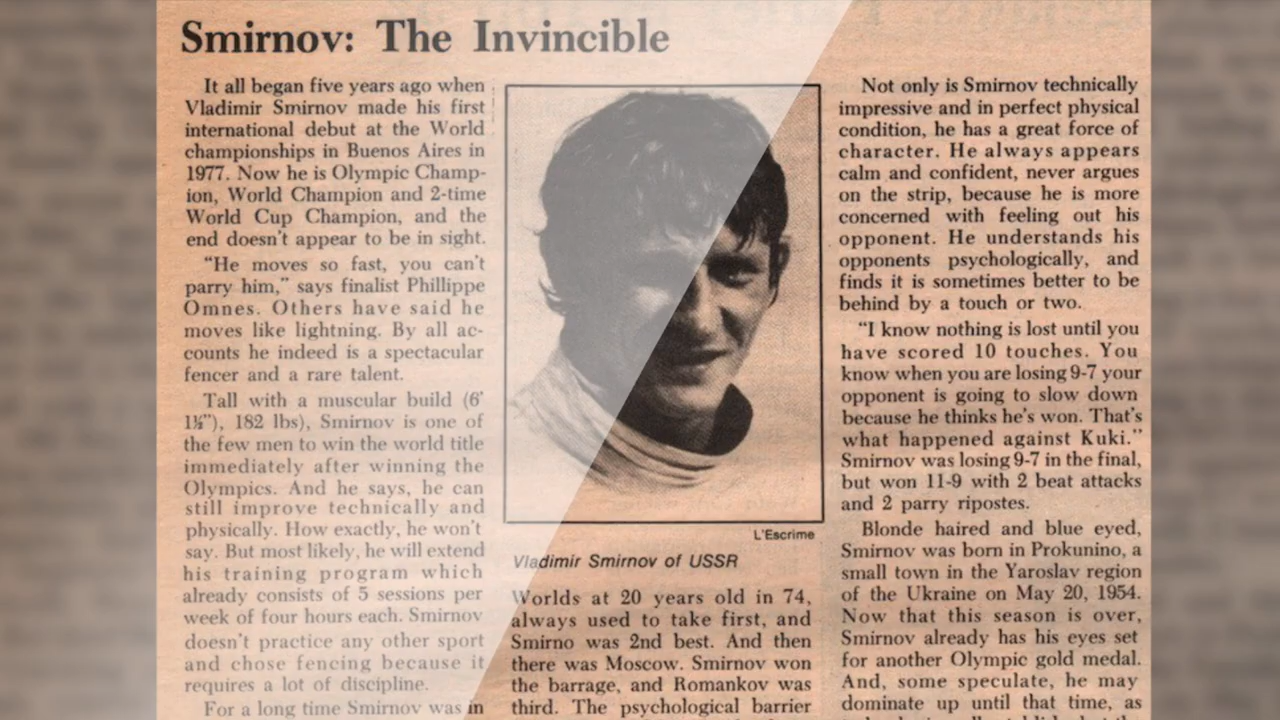 Smirnov: The Invincible
It all began five years ago when
Vladimir Smirnov made his first
international debut at the World
championships in Buenos Aires in
1977. Now he is Olympic Champ-
ion, World Champion and 2-time
World Cup Champion, and the
end doesn't appear to be in sight.
“He moves so fast, you can't
parry him,” says finalist Phillippe
Omnes. Others have said he
moves like lightning. By all ac-
counts he indeed is a spectacular
fencer and a rare talent.
Tall with a muscular build (6'
1½”), 182 lbs), Smirnov is one of
the few men to win the world title
immediately after winning the
Olympics. And he says, he can
still improve technically and
physically. How exactly, he won't
say. But most likely, he will extend
his training program which
already consists of 5 sessions per
week of four hours each. Smirnov
doesn't practice any other sport
and chose fencing because it
requires a lot of discipline.
For a long time Smirnov was in
L'Escrime
Vladimir Smirnov of USSR
Worlds at 20 years old in 74,
always used to take first, and
Smirno was 2nd best. And then
there was Moscow. Smirnov won
the barrage, and Romankov was
third. The psychological barrier
Not only is Smirnov technically
impressive and in perfect physical
condition, he has a great force of
character. He always appears
calm and confident, never argues
on the strip, because he is more
concerned with feeling out his
opponent. He understands his
opponents psychologically, and
finds it is sometimes better to be
behind by a touch or two.
“I know nothing is lost until you
have scored 10 touches. You
know when you are losing 9-7 your
opponent is going to slow down
because he thinks he's won. That's
what happened against Kuki.”
Smirnov was losing 9-7 in the final,
but won 11-9 with 2 beat attacks
and 2 parry ripostes.
Blonde haired and blue eyed,
Smirnov was born in Prokunino, a
small town in the Yaroslav region
of the Ukraine on May 20, 1954.
Now that this season is over,
Smirnov already has his eyes set
for another Olympic gold medal.
And, some speculate, he may
dominate up until that time, as